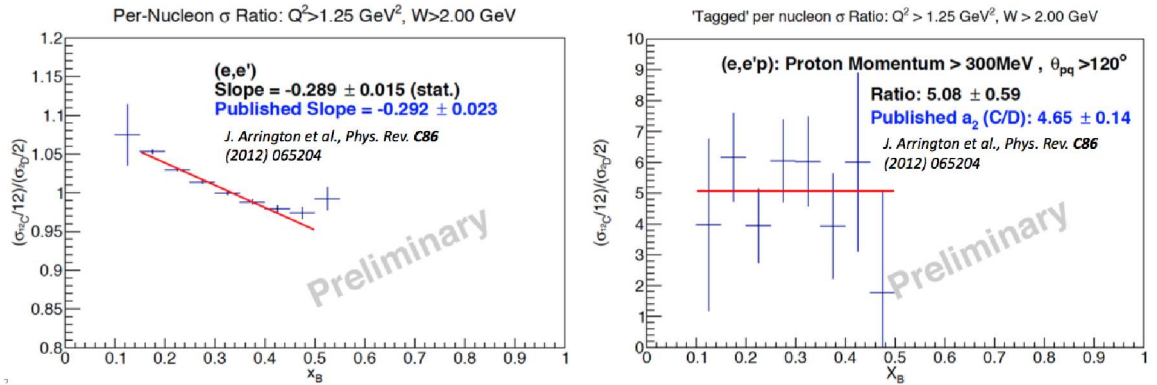 Per-Nucleon σ Ratio: Q²>1.25 GeV², W>2.00 GeV
(σ₁₂C/12)/(σ₂D/2)
1.2
1.15
1.1
1.05
1
0.95
0.9
0.85
0.8
(e,e')
Slope = -0.289 ± 0.015 (stat.)
Published Slope = -0.292 ± 0.023
J. Arrington et al., Phys. Rev. C86
(2012) 065204
Preliminary
0 0.1 0.2 0.3 0.4 0.5 0.6 0.7 0.8 0.9 1
xB
'Tagged' per nucleon σ Ratio: Q² > 1.25 GeV², W > 2.00 GeV
(σ₁₂C/12)/(σ₂D/2)
10
9
8
7
6
5
4
3
2
1
0
(e,e'p): Proton Momentum > 300MeV , θpq >120°
Ratio: 5.08 ± 0.59
Published a₂ (C/D): 4.65 ± 0.14
J. Arrington et al., Phys. Rev. C86
(2012) 065204
Preliminary
0 0.1 0.2 0.3 0.4 0.5 0.6 0.7 0.8 0.9 1
XB